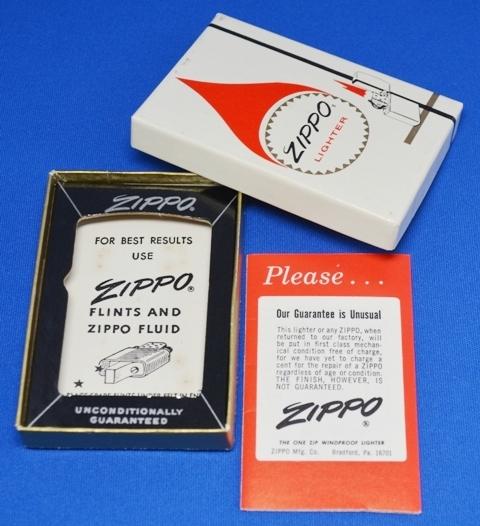 ZIPPO
LIGHTER
ZIPPO
FOR BEST RESULTS
USE
ZIPPO®
FLINTS AND
ZIPPO FLUID
UNCONDITIONALLY
GUARANTEED
Please...
Our Guarantee is Unusual
This lighter or any ZIPPO, when
returned to our factory, will
be put in first class mechan-
ical condition free of charge,
for we have yet to charge a
cent for the repair of a ZIPPO
regardless of age or condition.
THE FINISH, HOWEVER, IS
NOT GUARANTEED.
ZIPPO®
THE ONE ZIP WINDPROOF LIGHTER
ZIPPO Mfg. Co. Bradford, Pa. 16701